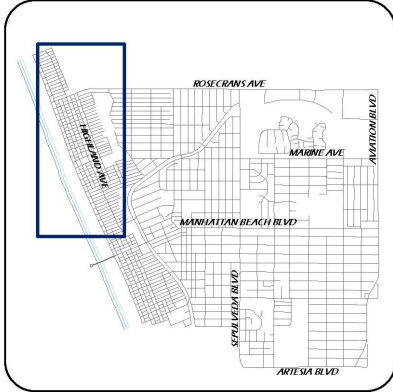 ROSECRANS AVE
HIGHLAND AVE
AVIATION BLVD
MARINE AVE
MANHATTAN BEACH BLVD
SEPULVEDA BLVD
ARTESIA BLVD